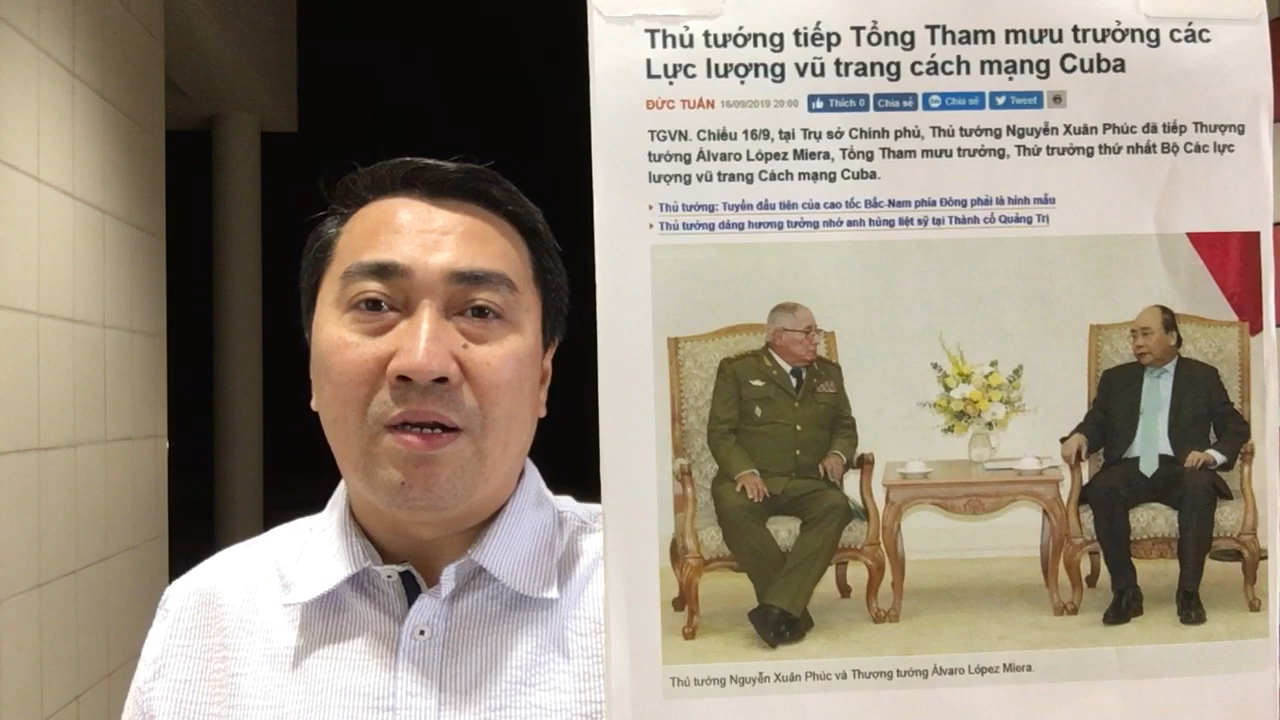 Thủ tướng tiếp Tổng Tham mưu trưởng các
Lực lượng vũ trang cách mạng Cuba
ĐỨC TUÂN 16/09/2019 20:00 Thích 0 Chia sẻ Chia sẻ Tweet
TGVN. Chiều 16/9, tại Trụ sở Chính phủ, Thủ tướng Nguyễn Xuân Phúc đã tiếp Thượng
tướng Álvaro López Miera, Tổng Tham mưu trưởng, Thứ trưởng thứ nhất Bộ Các lực
lượng vũ trang Cách mạng Cuba.
Thủ tướng: Tuyến đầu tiên của cao tốc Bắc-Nam phía Đông phải là hình mẫu
Thủ tướng dâng hương tưởng nhớ anh hùng liệt sỹ tại Thành cổ Quảng Trị
Thủ tướng Nguyễn Xuân Phúc và Thượng tướng Álvaro López Miera.